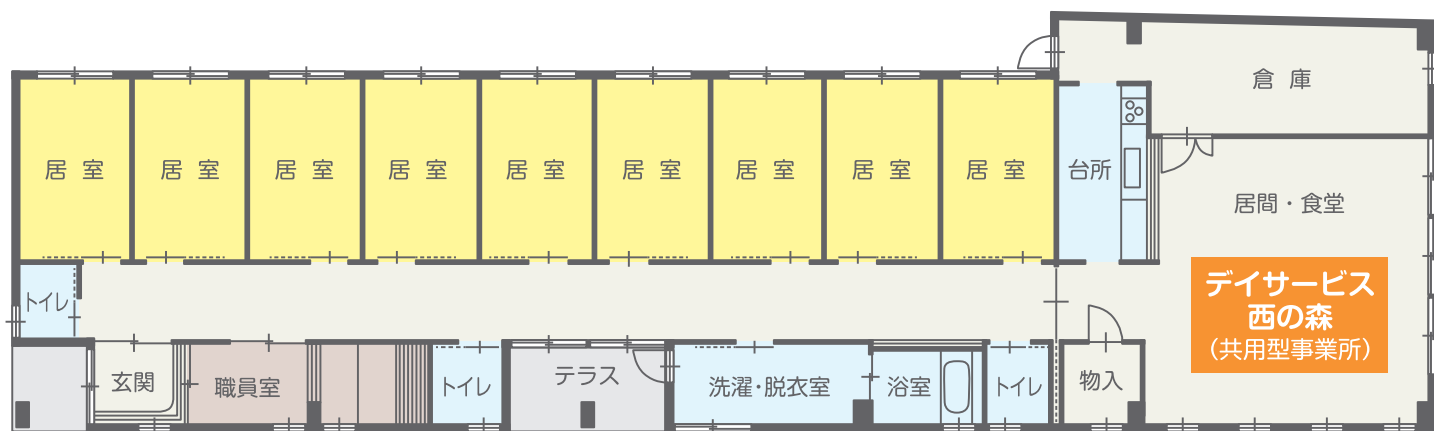 倉庫
居室
居室
居室
居室
居室
居室
居室
居室
居室
台所
居間・食堂
デイサービス
西の森
（共用型事業所）
トイレ
玄関
職員室
トイレ
テラス
洗濯・脱衣室
浴室
トイレ
物入